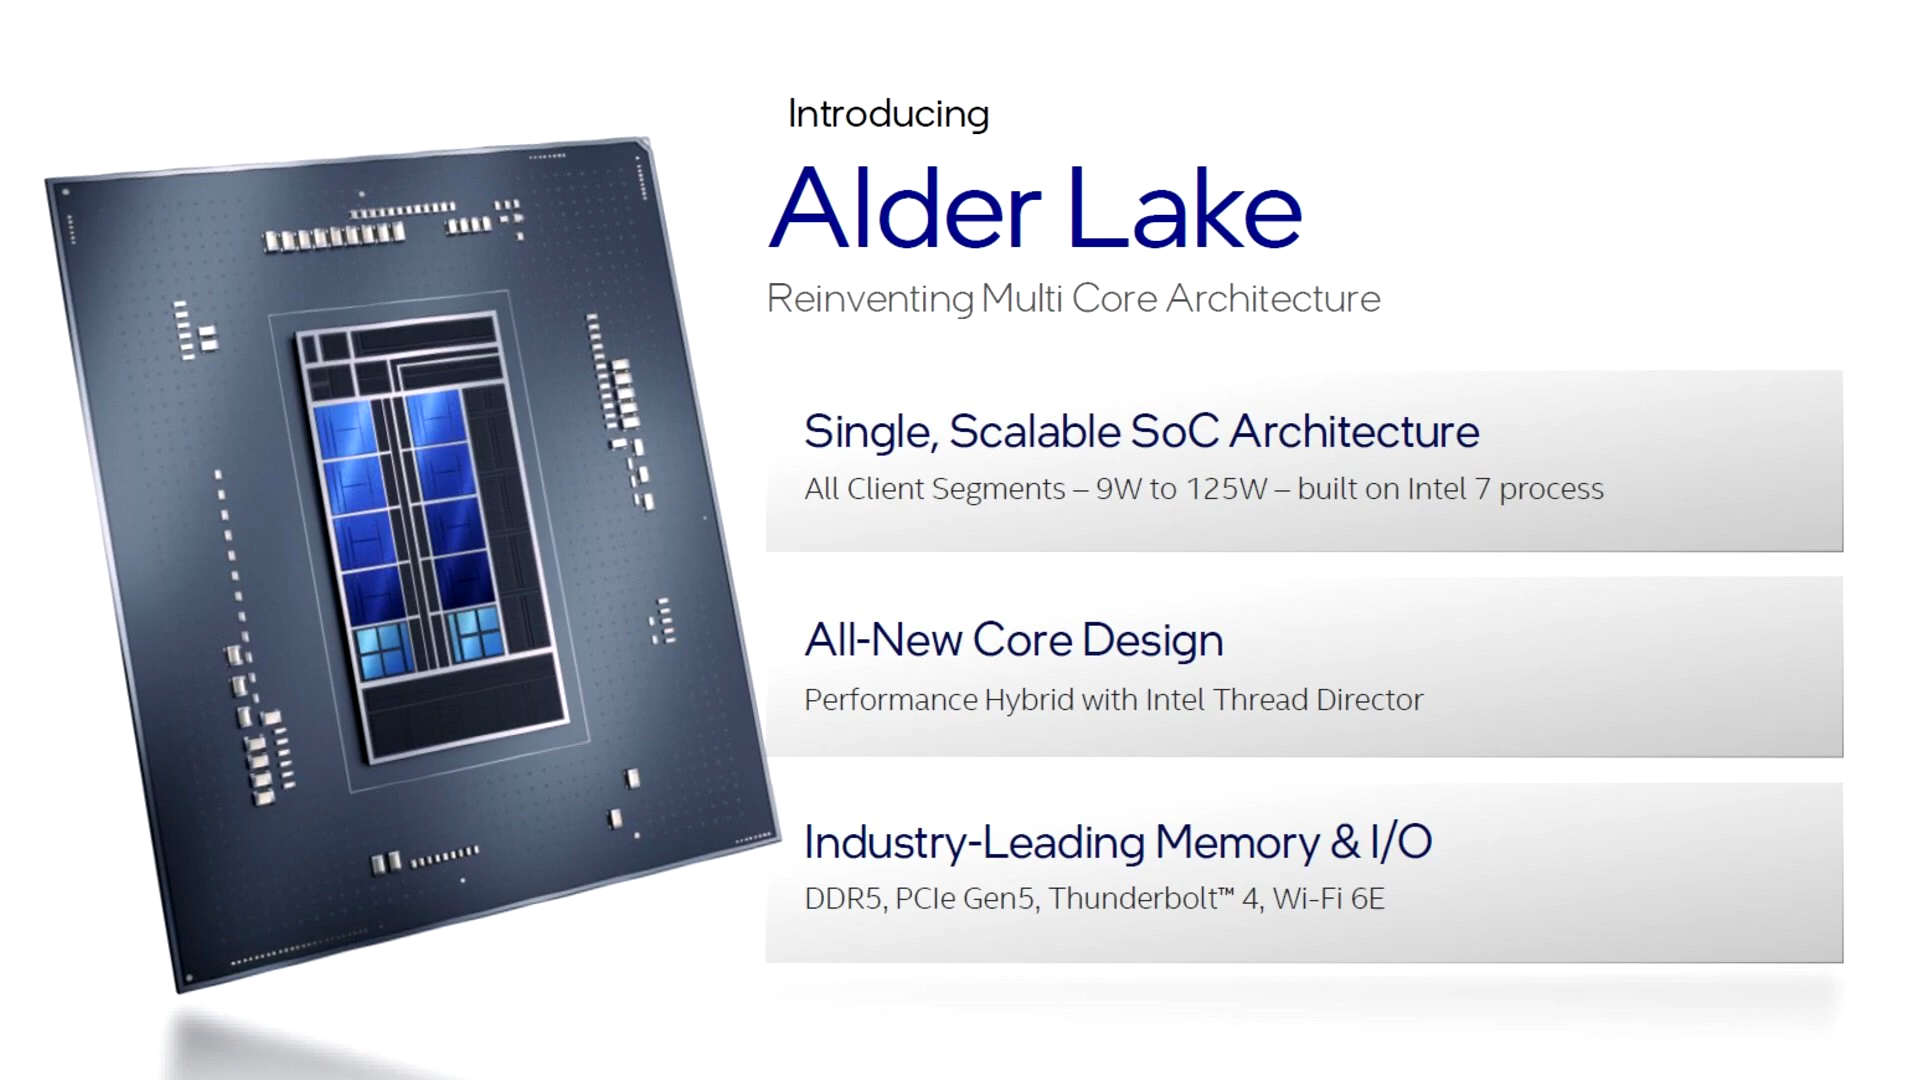 Introducing
Alder Lake
Reinventing Multi Core Architecture
Single, Scalable SoC Architecture
All Client Segments – 9W to 125W – built on Intel 7 process
All-New Core Design
Performance Hybrid with Intel Thread Director
Industry-Leading Memory & I/O
DDR5, PCIe Gen5, Thunderbolt™ 4, Wi-Fi 6E